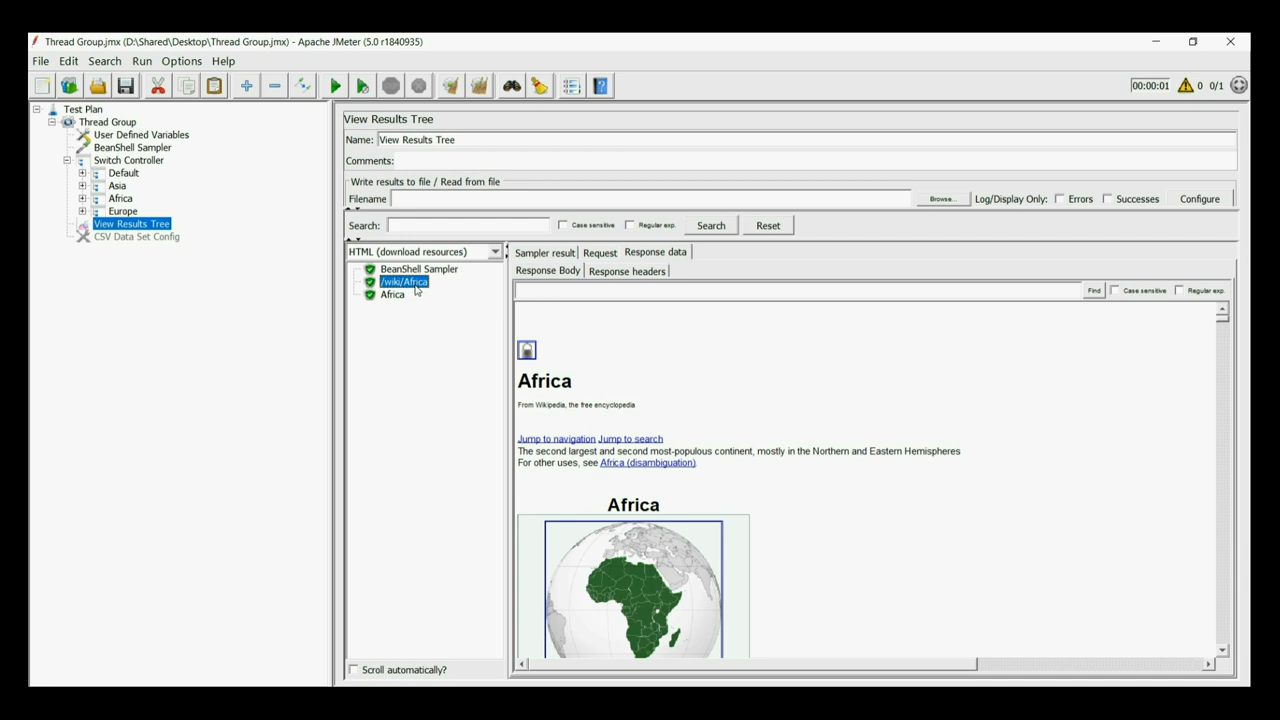 Thread Group.jmx (D:\Shared\Desktop\Thread Group.jmx) - Apache JMeter (5.0 r1840935)
File Edit Search Run Options Help
00:00:01 0 0/1
Test Plan
Thread Group
User Defined Variables
BeanShell Sampler
Switch Controller
Default
Asia
Africa
Europe
View Results Tree
CSV Data Set Config
View Results Tree
Name: View Results Tree
Comments:
Write results to file / Read from file
Filename Browse... Log/Display Only: Errors Successes Configure
Search: Case sensitive Regular exp. Search Reset
HTML (download resources)
BeanShell Sampler
/wiki/Africa
Africa
Scroll automatically?
Sampler result Request Response data
Response Body Response headers
Find Case sensitive Regular exp.
Africa
From Wikipedia, the free encyclopedia
Jump to navigation Jump to search
The second largest and second most-populous continent, mostly in the Northern and Eastern Hemispheres
For other uses, see Africa (disambiguation).
Africa